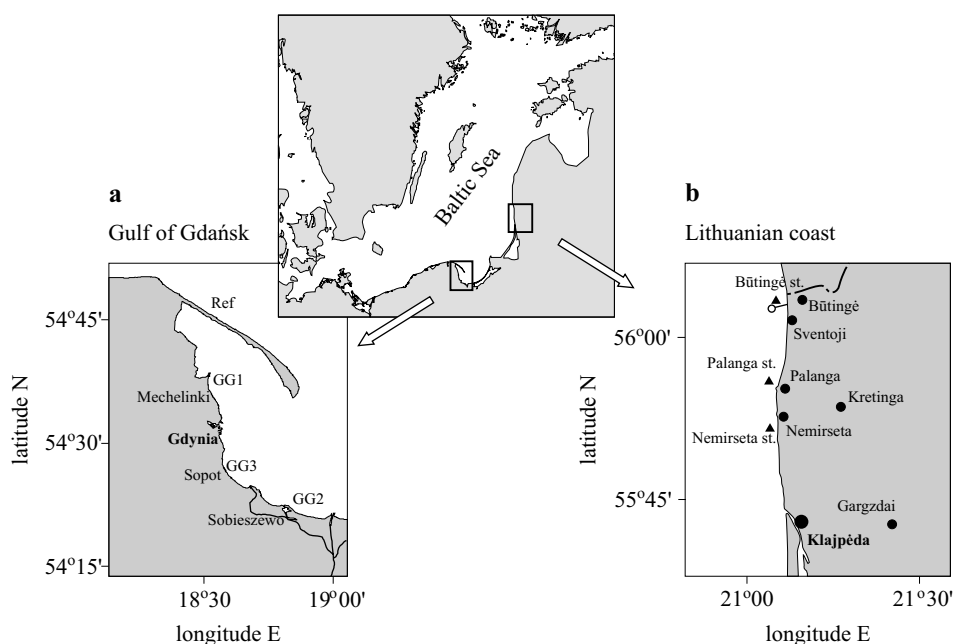 Baltic Sea
a
Gulf of Gdańsk
Ref
54°45'
GG1
Mechelinki
Gdynia
54°30'
GG3
Sopot
GG2
Sobieszewo
54°15'
latitude N
18°30'
19°00'
longitude E
b
Lithuanian coast
Būtingė st.
Būtingė
Sventoji
56°00'
Palanga st.
Palanga
Kretinga
Nemirseta
Nemirseta st.
55°45'
Gargzdai
Klajpėda
latitude N
21°00'
21°30'
longitude E